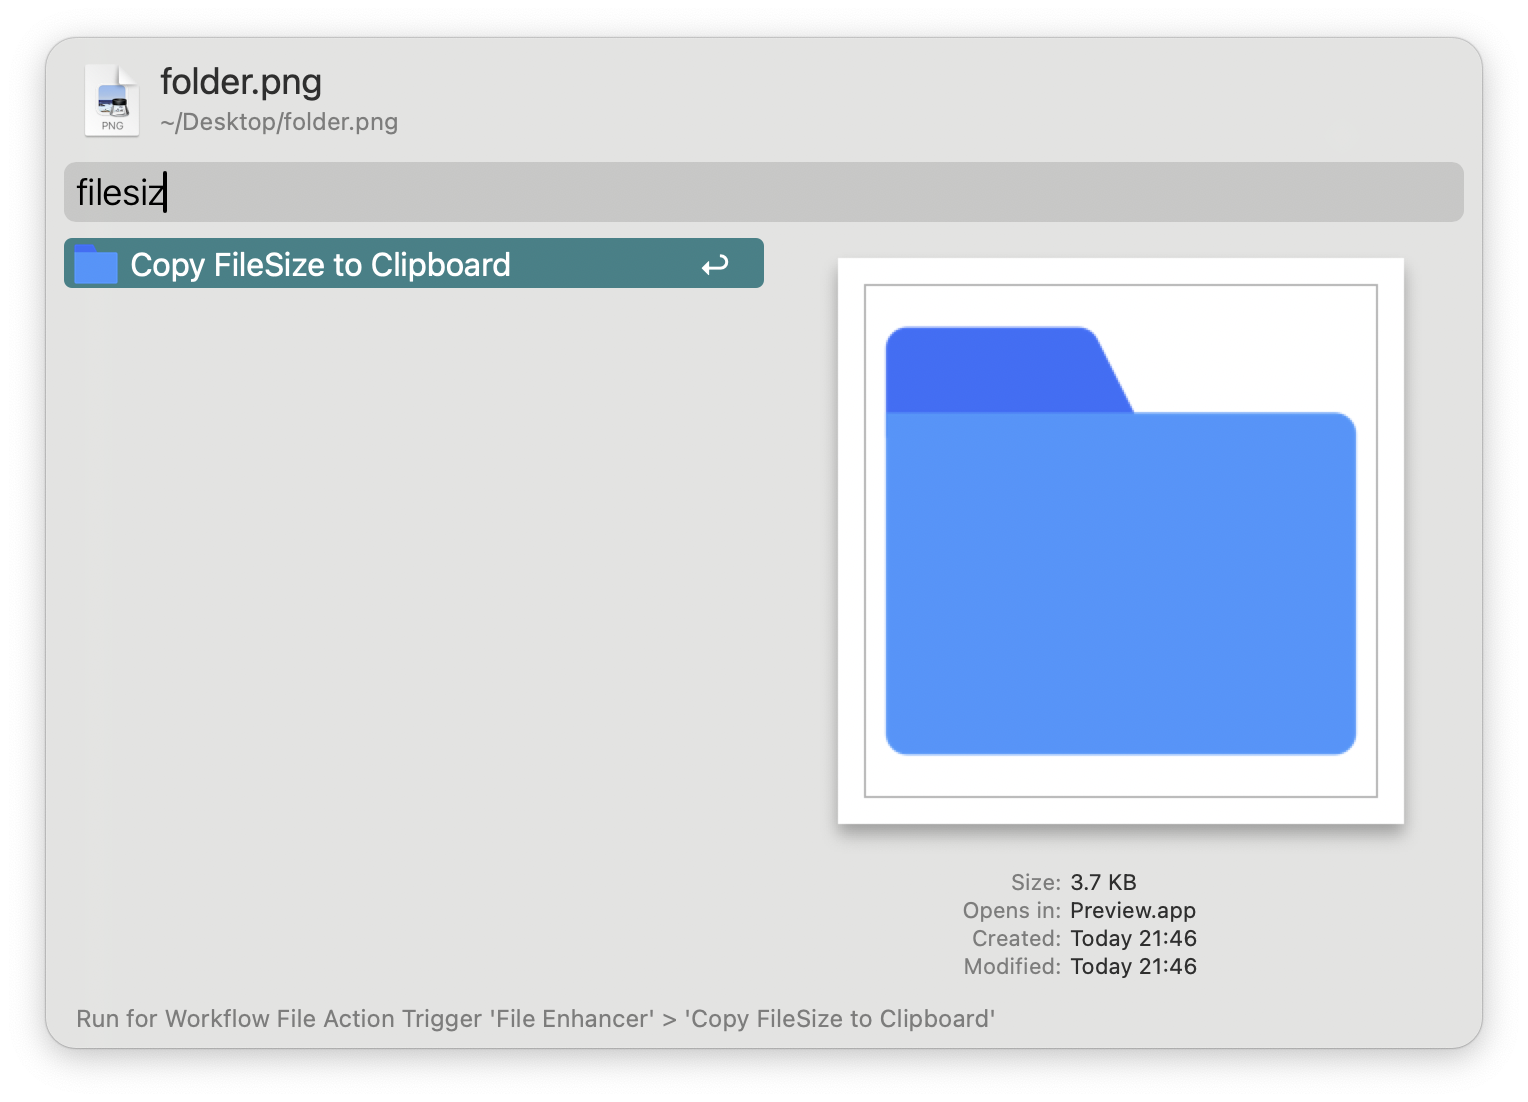 folder.png
~/Desktop/folder.png
PNG
filesiz
Copy FileSize to Clipboard
Size: 3.7 KB
Opens in: Preview.app
Created: Today 21:46
Modified: Today 21:46
Run for Workflow File Action Trigger 'File Enhancer' > 'Copy FileSize to Clipboard'